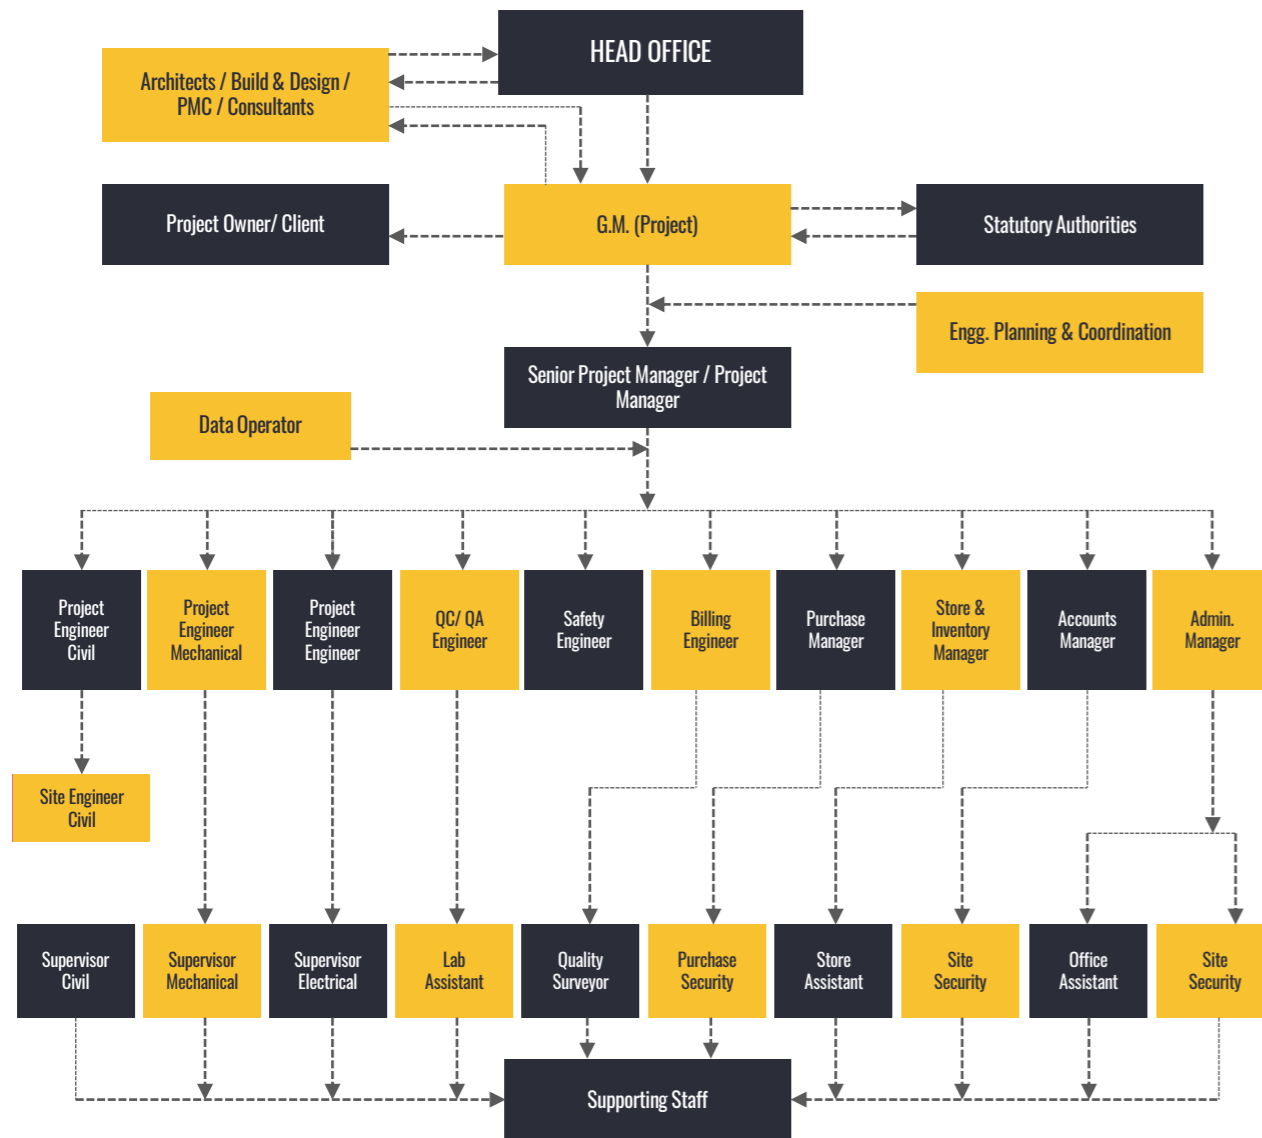 HEAD OFFICE
Architects / Build & Design /
PMC / Consultants
Project Owner/ Client
G.M. (Project)
Statutory Authorities
Engg. Planning & Coordination
Senior Project Manager / Project
Manager
Data Operator
Project
Engineer
Civil
Project
Engineer
Mechanical
Project
Engineer
Engineer
QC/ QA
Engineer
Safety
Engineer
Billing
Engineer
Purchase
Manager
Store &
Inventory
Manager
Accounts
Manager
Admin.
Manager
Site Engineer
Civil
Supervisor
Civil
Supervisor
Mechanical
Supervisor
Electrical
Lab
Assistant
Quality
Surveyor
Purchase
Security
Store
Assistant
Site
Security
Office
Assistant
Site
Security
Supporting Staff